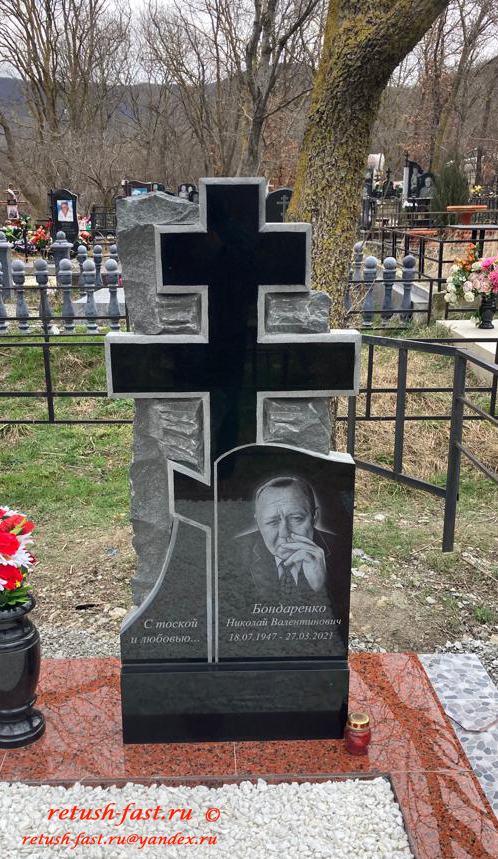 С тоской
и любовью...
Бондаренко
Николай Валентинович
18.07.1947 - 27.03.2021
retush-fast.ru ©
retush-fast.ru@yandex.ru